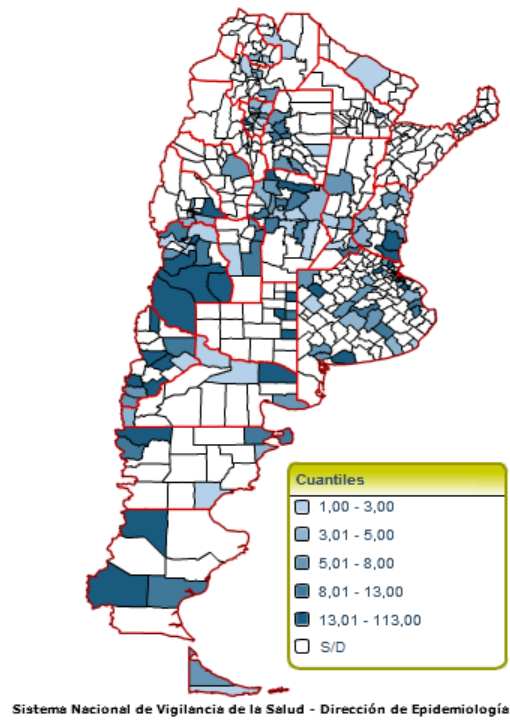 Cuantiles
1,00 - 3,00
3,01 - 5,00
5,01 - 8,00
8,01 - 13,00
13,01 - 113,00
S/D
Sistema Nacional de Vigilancia de la Salud - Dirección de Epidemiología